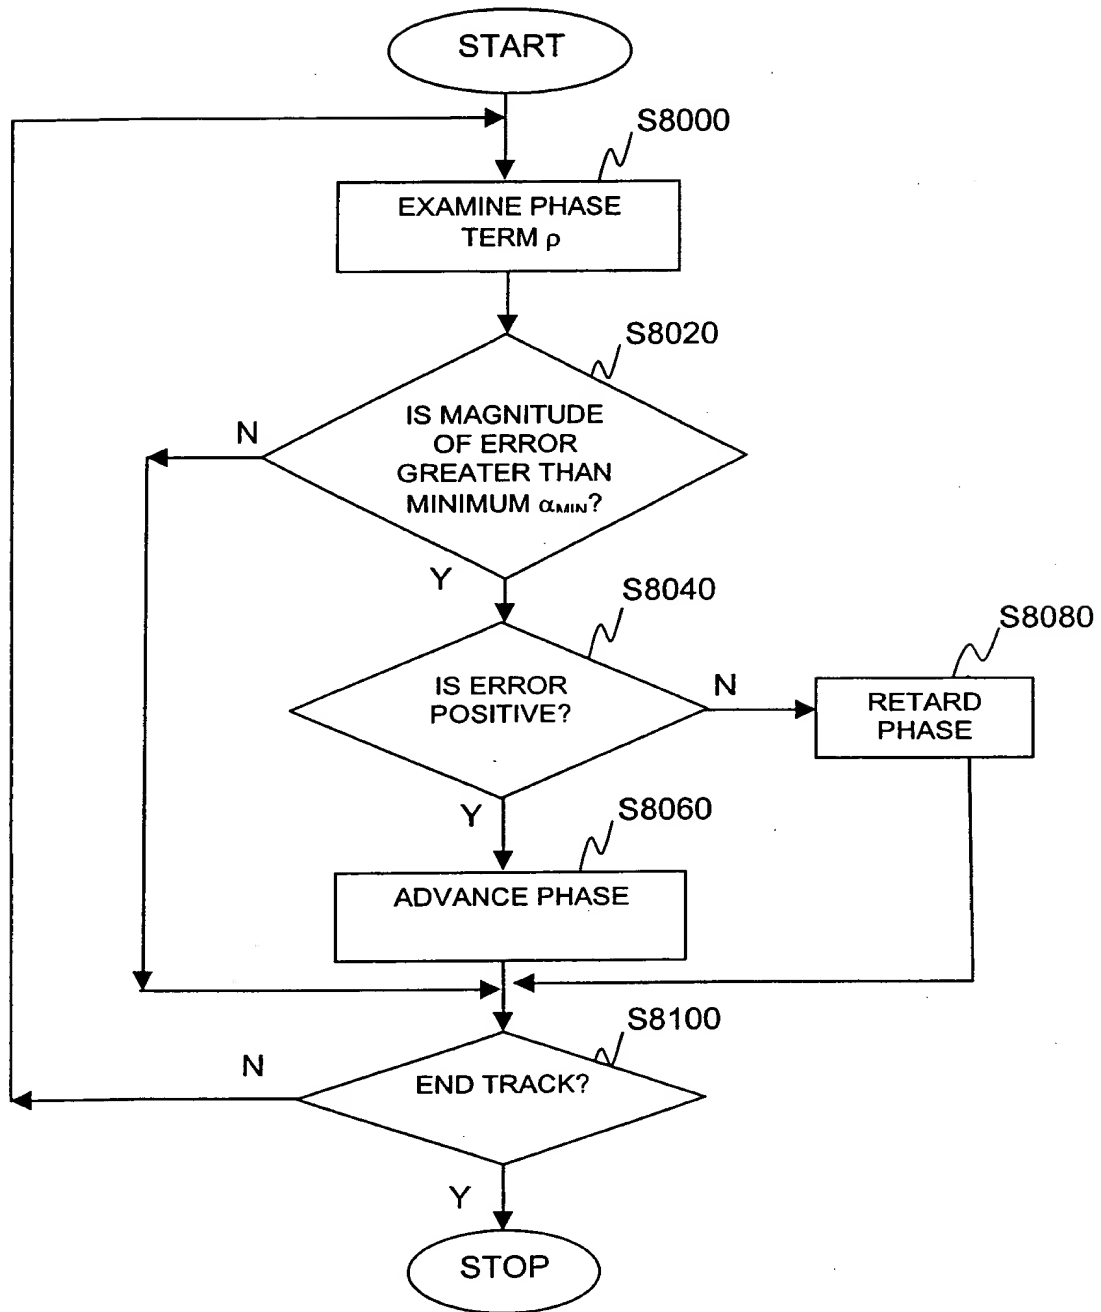 START
S8000
EXAMINE PHASE
TERM ρ
S8020
N
IS MAGNITUDE
OF ERROR
GREATER THAN
MINIMUM αMIN?
Y
S8040
S8080
IS ERROR
POSITIVE?
N
RETARD
PHASE
Y
S8060
ADVANCE PHASE
S8100
N
END TRACK?
Y
STOP